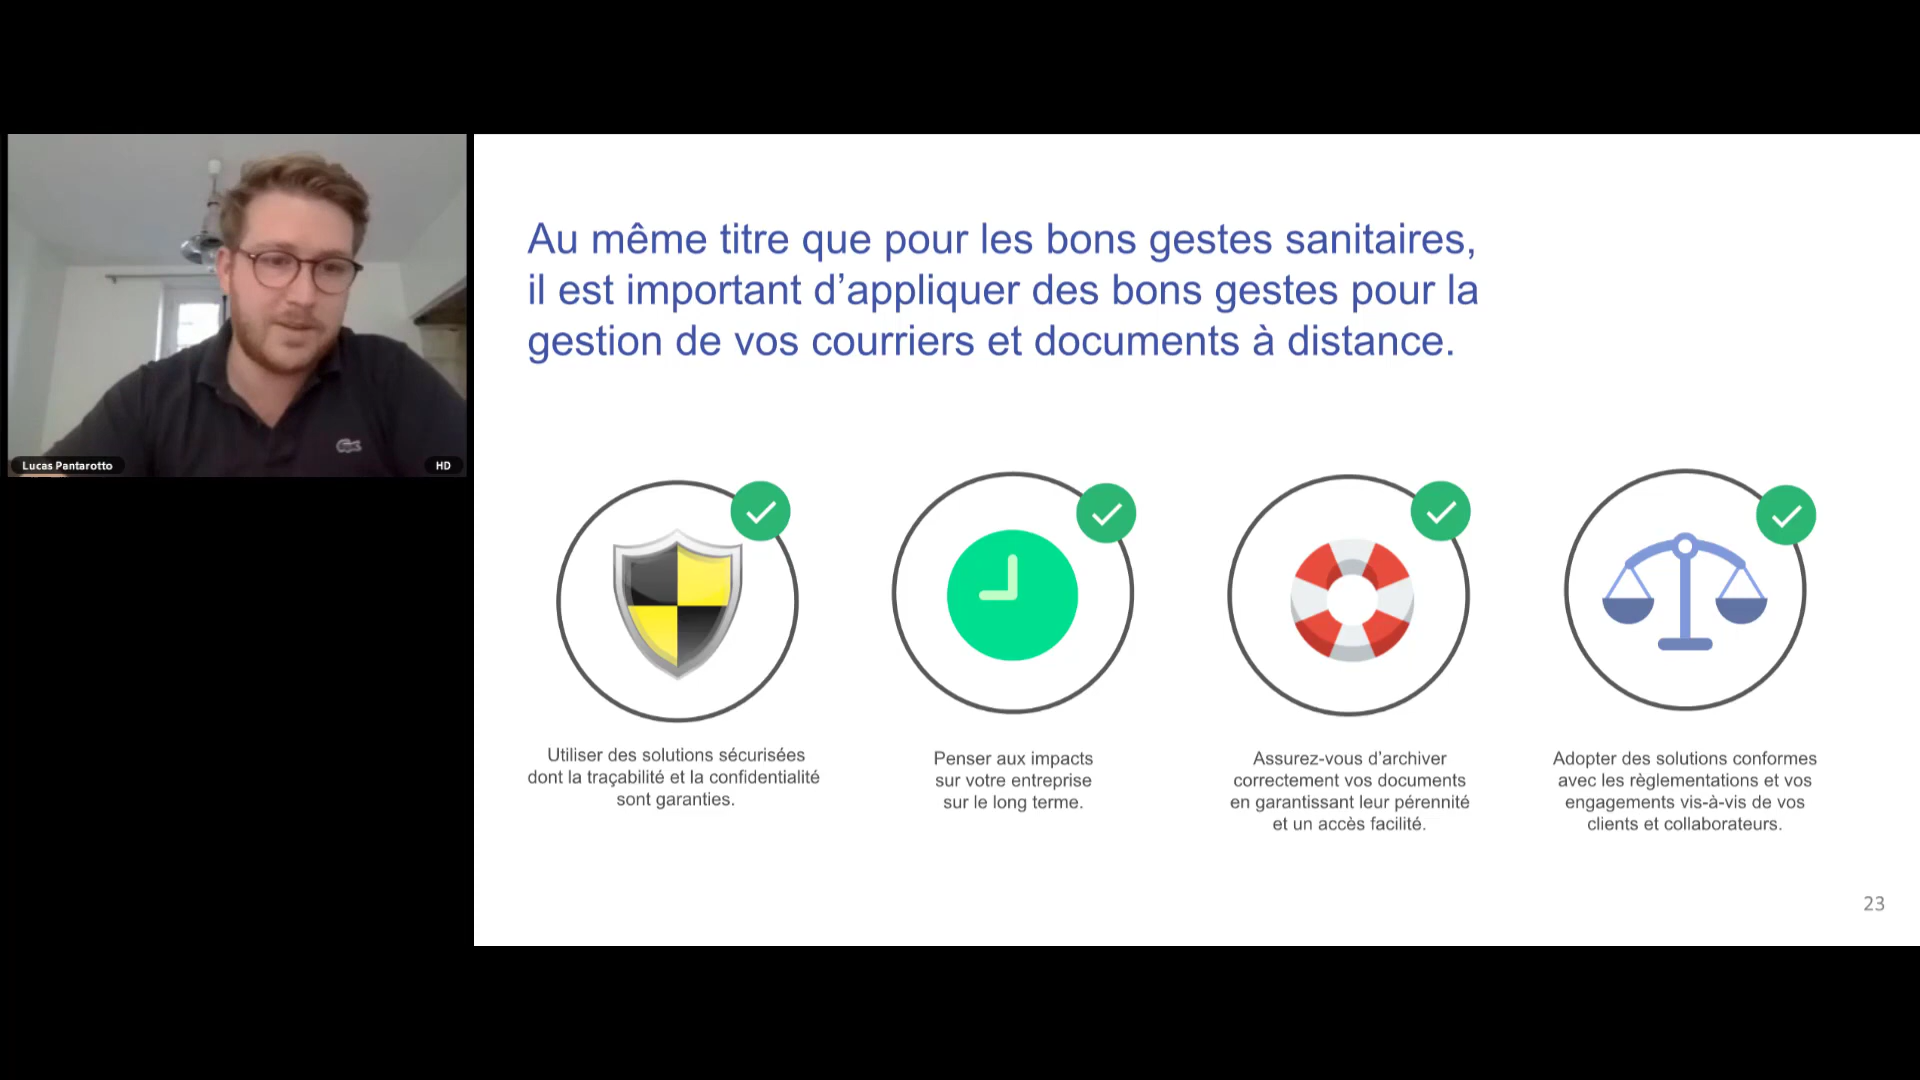 Lucas Pantarotto
HD
Au même titre que pour les bons gestes sanitaires,
il est important d’appliquer des bons gestes pour la
gestion de vos courriers et documents à distance.
Utiliser des solutions sécurisées
dont la traçabilité et la confidentialité
sont garanties.
Penser aux impacts
sur votre entreprise
sur le long terme.
Assurez-vous d’archiver
correctement vos documents
en garantissant leur pérennité
et un accès facilité.
Adopter des solutions conformes
avec les règlementations et vos
engagements vis-à-vis de vos
clients et collaborateurs.
23